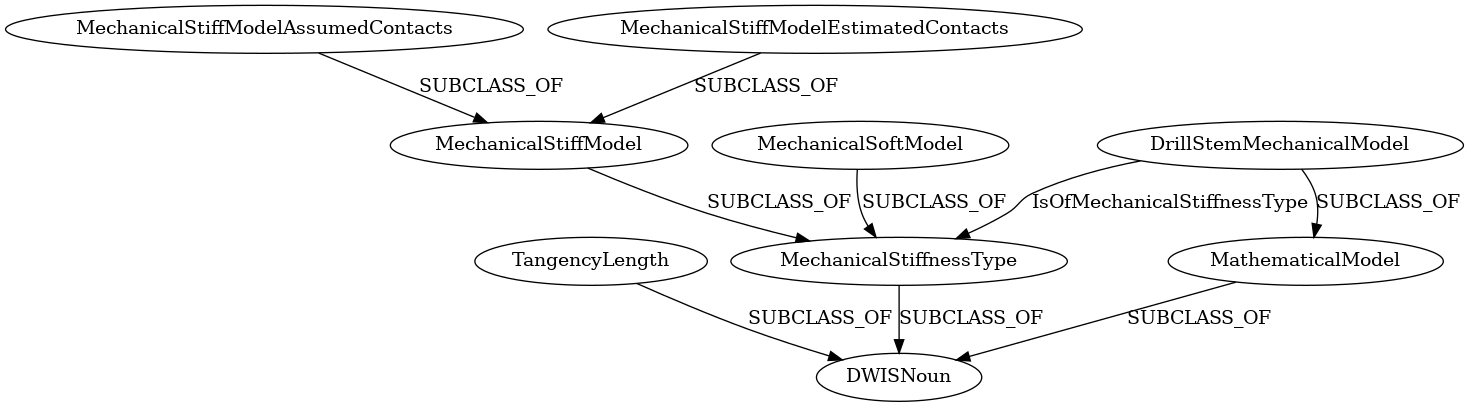 MechanicalStiffModelAssumedContacts
MechanicalStiffModelEstimatedContacts
SUBCLASS_OF
SUBCLASS_OF
MechanicalStiffModel
MechanicalSoftModel
DrillStemMechanicalModel
SUBCLASS_OF
SUBCLASS_OF
IsOfMechanicalStiffnessType
SUBCLASS_OF
TangencyLength
MechanicalStiffnessType
MathematicalModel
SUBCLASS_OF
SUBCLASS_OF
SUBCLASS_OF
DWISNoun